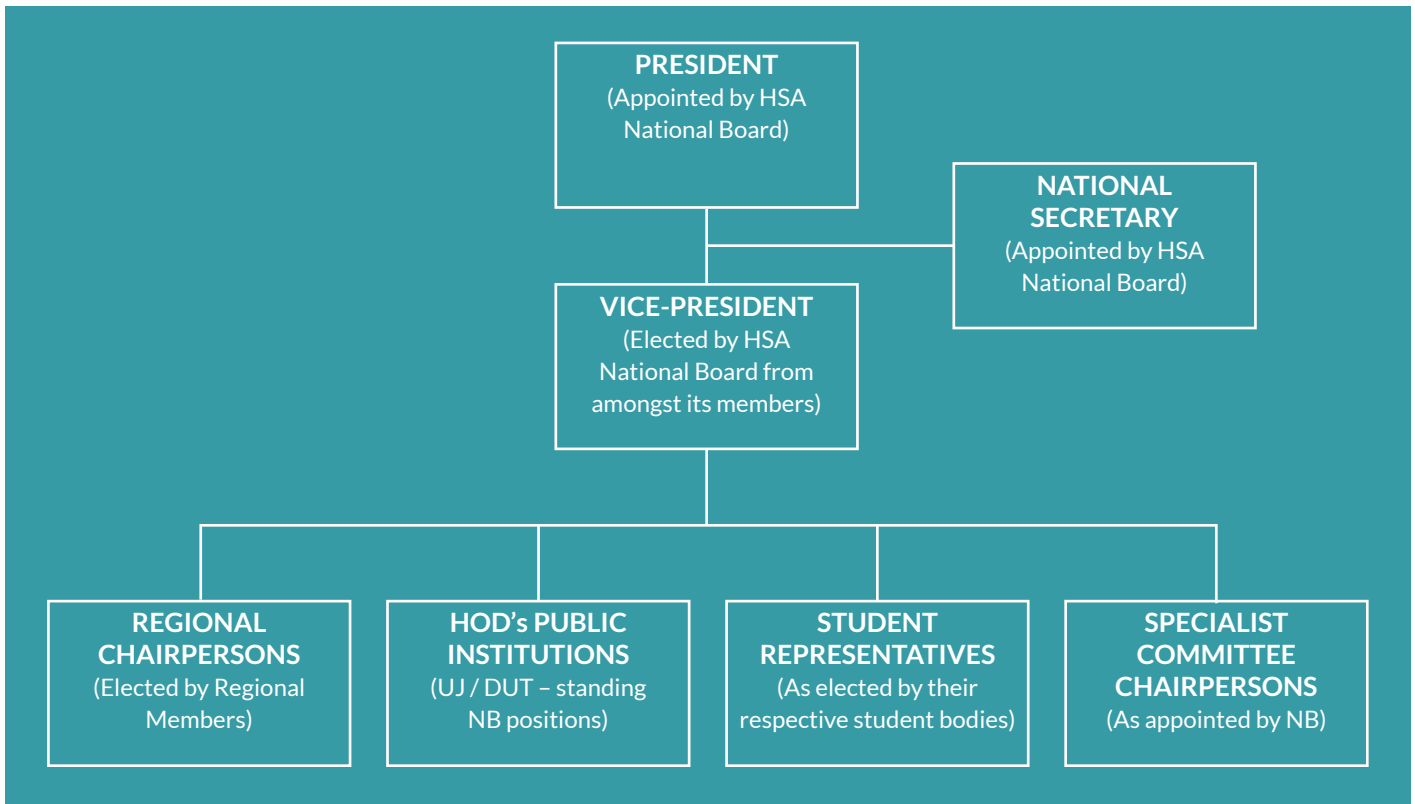 PRESIDENT
(Appointed by HSA
National Board)
NATIONAL
SECRETARY
(Appointed by HSA
National Board)
VICE-PRESIDENT
(Elected by HSA
National Board from
amongst its members)
REGIONAL
CHAIRPERSONS
(Elected by Regional
Members)
HOD's PUBLIC
INSTITUTIONS
(UJ / DUT – standing
NB positions)
STUDENT
REPRESENTATIVES
(As elected by their
respective student bodies)
SPECIALIST
COMMITTEE
CHAIRPERSONS
(As appointed by NB)